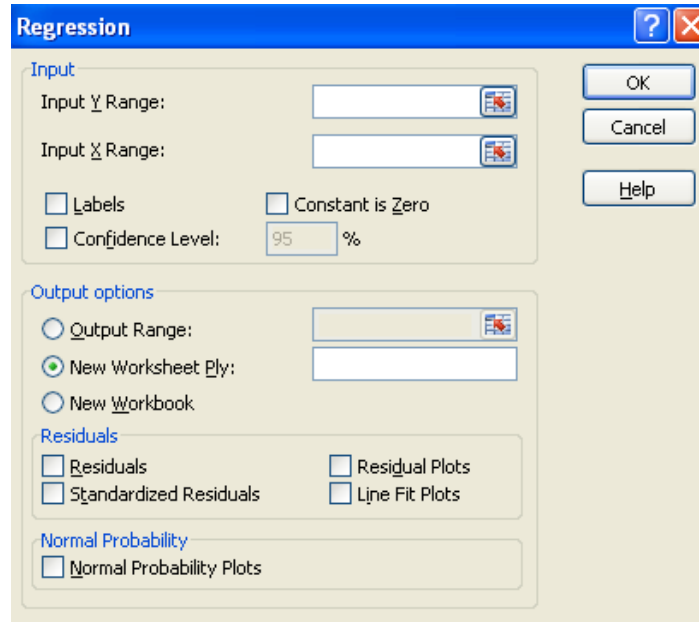 Regression
?
Input
Input Y Range:
Input X Range:
Labels
Constant is Zero
Confidence Level:
95
%
OK
Cancel
Help
Output options
Output Range:
New Worksheet Ply:
New Workbook
Residuals
Residuals
Residual Plots
Standardized Residuals
Line Fit Plots
Normal Probability
Normal Probability Plots